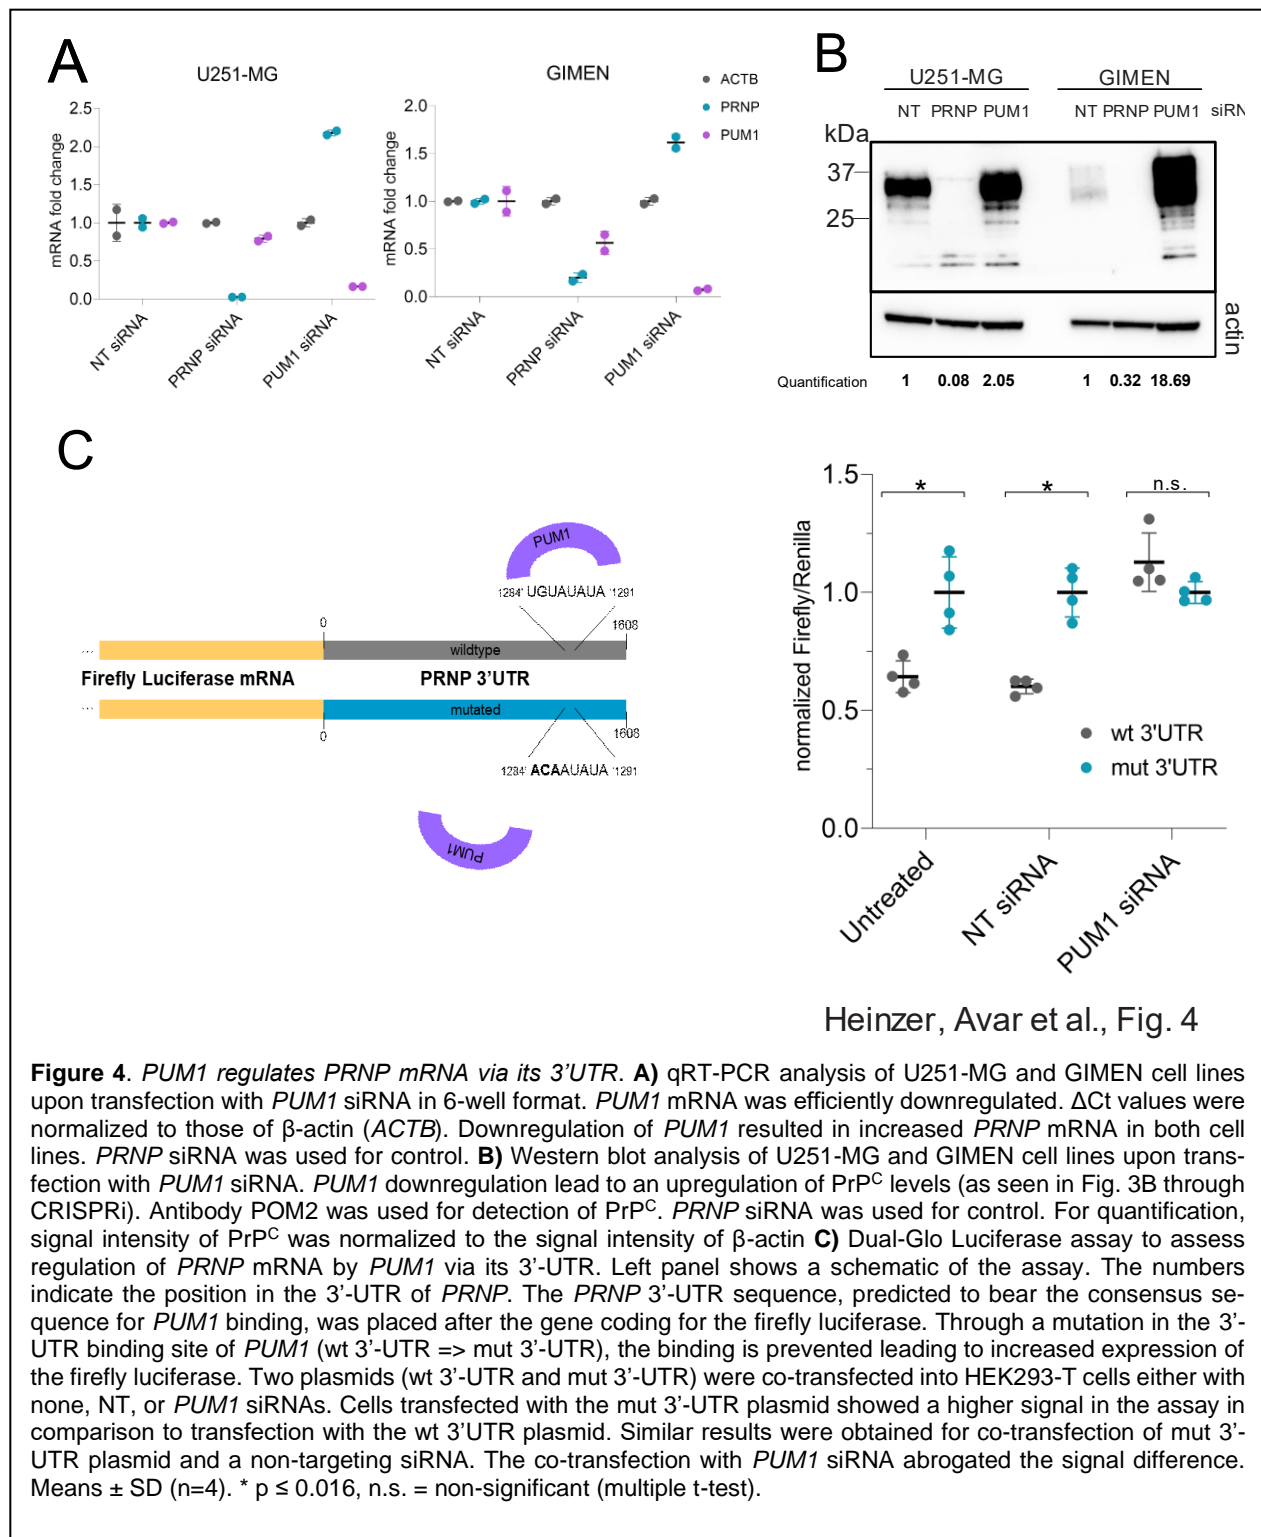 A
U251-MG
GIMEN
ACTB
PRNP
PUM1
mRNA fold change
2.5
2.0
1.5
1.0
0.5
0.0
NT siRNA
PRNP siRNA
PUM1 siRNA
mRNA fold change
2.0
1.5
1.0
0.5
0.0
NT siRNA
PRNP siRNA
PUM1 siRNA
B
U251-MG
GIMEN
NT PRNP PUM1
NT PRNP PUM1
kDa
37
25
actin
Quantification 1 0.08 2.05 1 0.32 18.69
C
PUM1
1284' UGUAUAUA '1291
0
1608
... wildtype
Firefly Luciferase mRNA PRNP 3'UTR
... mutated
0
1608
1284' ACAAUAUA '1291
PUM1
normalized Firefly/Renilla
1.5
1.0
0.5
0.0
*
*
n.s.
wt 3'UTR
mut 3'UTR
Untreated
NT siRNA
PUM1 siRNA
Heinzer, Avar et al., Fig. 4
Figure 4. PUM1 regulates PRNP mRNA via its 3'UTR. A) qRT-PCR analysis of U251-MG and GIMEN cell lines
upon transfection with PUM1 siRNA in 6-well format. PUM1 mRNA was efficiently downregulated. ΔCt values were
normalized to those of β-actin (ACTB). Downregulation of PUM1 resulted in increased PRNP mRNA in both cell
lines. PRNP siRNA was used for control. B) Western blot analysis of U251-MG and GIMEN cell lines upon trans-
fection with PUM1 siRNA. PUM1 downregulation lead to an upregulation of PrPC levels (as seen in Fig. 3B through
CRISPRi). Antibody POM2 was used for detection of PrPC. PRNP siRNA was used for control. For quantification,
signal intensity of PrPC was normalized to the signal intensity of β-actin C) Dual-Glo Luciferase assay to assess
regulation of PRNP mRNA by PUM1 via its 3'-UTR. Left panel shows a schematic of the assay. The numbers
indicate the position in the 3'-UTR of PRNP. The PRNP 3'-UTR sequence, predicted to bear the consensus se-
quence for PUM1 binding, was placed after the gene coding for the firefly luciferase. Through a mutation in the 3'-
UTR binding site of PUM1 (wt 3'-UTR => mut 3'-UTR), the binding is prevented leading to increased expression of
the firefly luciferase. Two plasmids (wt 3'-UTR and mut 3'-UTR) were co-transfected into HEK293-T cells either with
none, NT, or PUM1 siRNAs. Cells transfected with the mut 3'-UTR plasmid showed a higher signal in the assay in
comparison to transfection with the wt 3'UTR plasmid. Similar results were obtained for co-transfection of mut 3'-
UTR plasmid and a non-targeting siRNA. The co-transfection with PUM1 siRNA abrogated the signal difference.
Means ± SD (n=4). * p ≤ 0.016, n.s. = non-significant (multiple t-test).